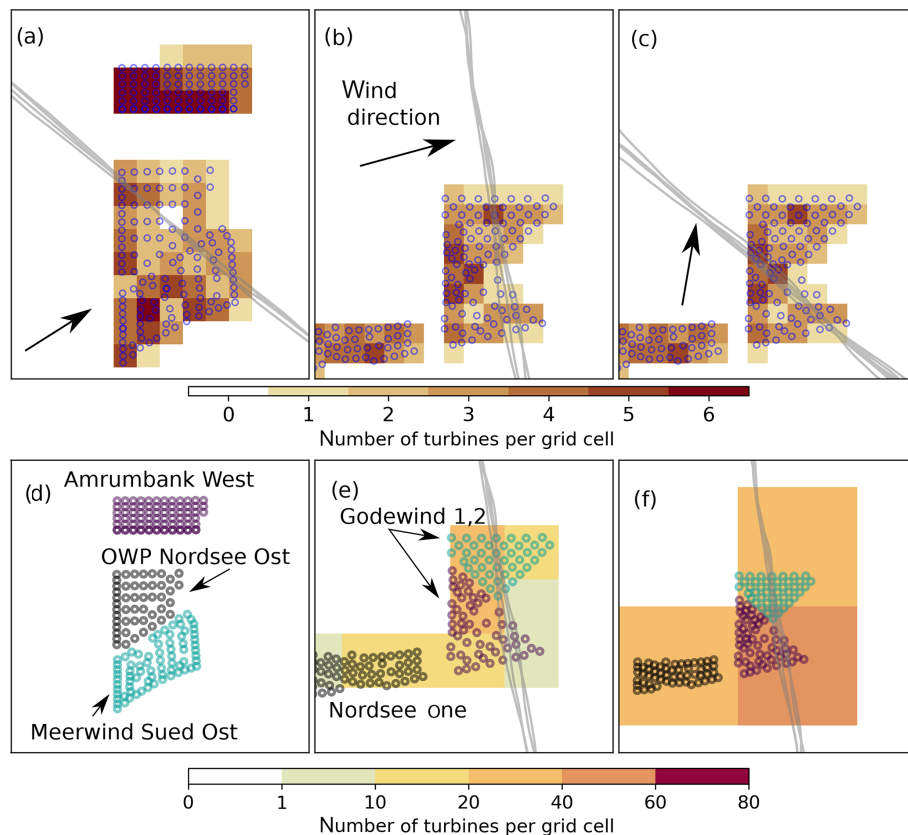 (a)
(b)
(c)
Wind
direction
0 1 2 3 4 5 6
Number of turbines per grid cell
(d)
Amrumbank West
OWP Nordsee Ost
Meerwind Sued Ost
(e)
Godewind 1,2
Nordsee one
(f)
0 1 10 20 40 60 80
Number of turbines per grid cell